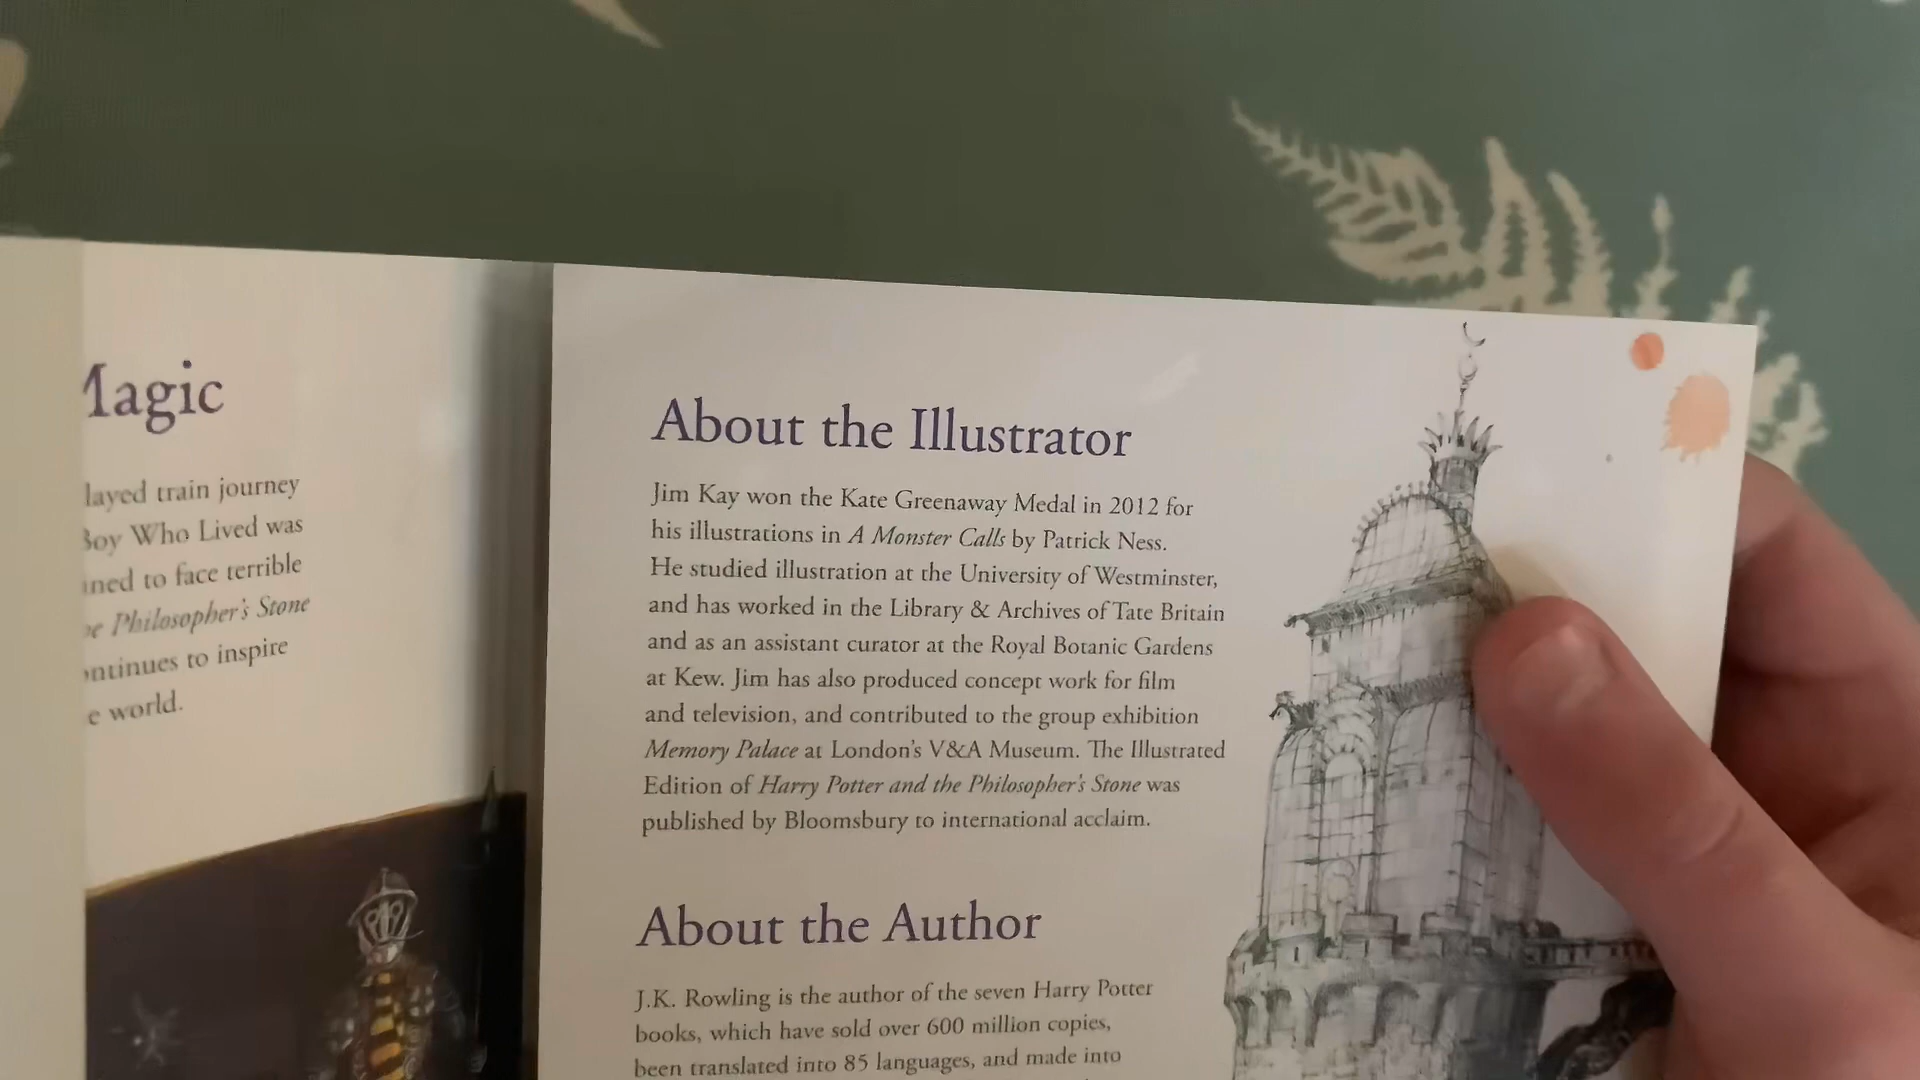 Magic
layed train journey
Boy Who Lived was
ined to face terrible
Philosopher's Stone
ontinues to inspire
e world.
About the Illustrator
Jim Kay won the Kate Greenaway Medal in 2012 for
his illustrations in A Monster Calls by Patrick Ness.
He studied illustration at the University of Westminster,
and has worked in the Library & Archives of Tate Britain
and as an assistant curator at the Royal Botanic Gardens
at Kew. Jim has also produced concept work for film
and television, and contributed to the group exhibition
Memory Palace at London's V&A Museum. The Illustrated
Edition of Harry Potter and the Philosopher's Stone was
published by Bloomsbury to international acclaim.
About the Author
J.K. Rowling is the author of the seven Harry Potter
books, which have sold over 600 million copies,
been translated into 85 languages, and made into